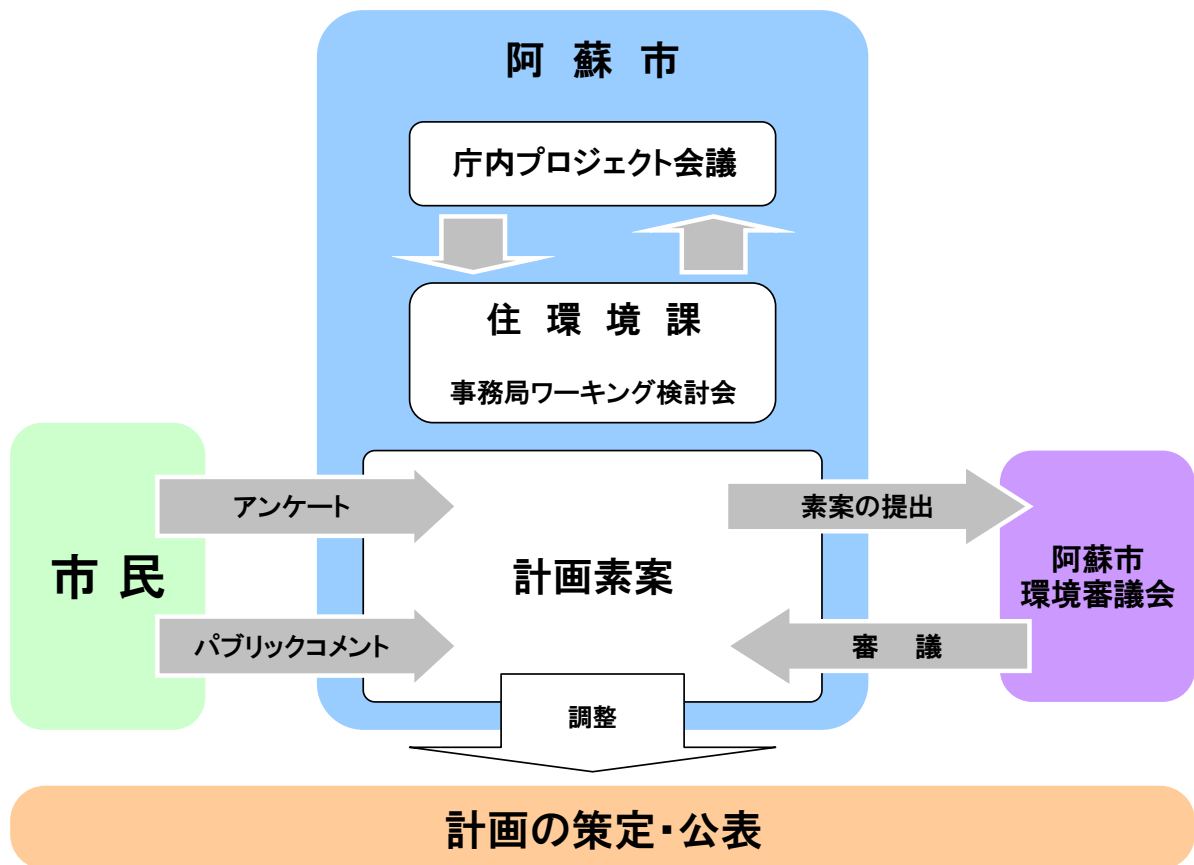 阿 蘇 市
庁内プロジェクト会議
住 環 境 課
事務局ワーキング検討会
市 民
アンケート
パブリックコメント
計画素案
素案の提出
審 議
阿蘇市
環境審議会
調整
計画の策定・公表